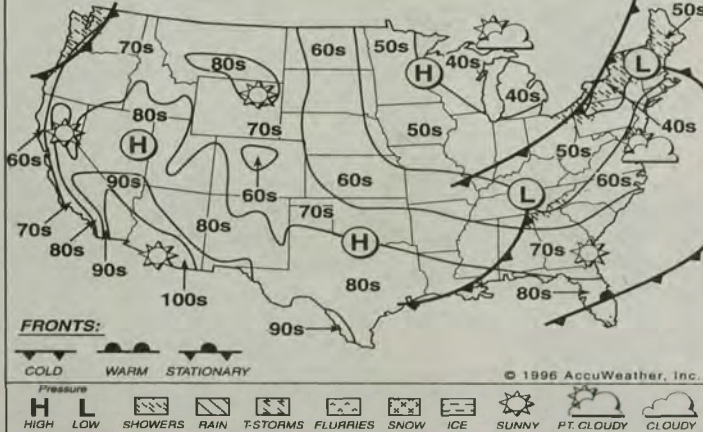 50s
70s 60s 50s
80s 40s L
H
40s
80s 70s 50s 40s
H 50s
60s 90s 60s 60s
60s L
70s 80s 70s
70s
80s H
90s 80s 80s
100s
90s
FRONTS:
COLD WARM STATIONARY
© 1996 AccuWeather, Inc.
Pressure
H L
HIGH LOW SHOWERS RAIN T-STORMS FLURRIES SNOW ICE SUNNY PT. CLOUDY CLOUDY